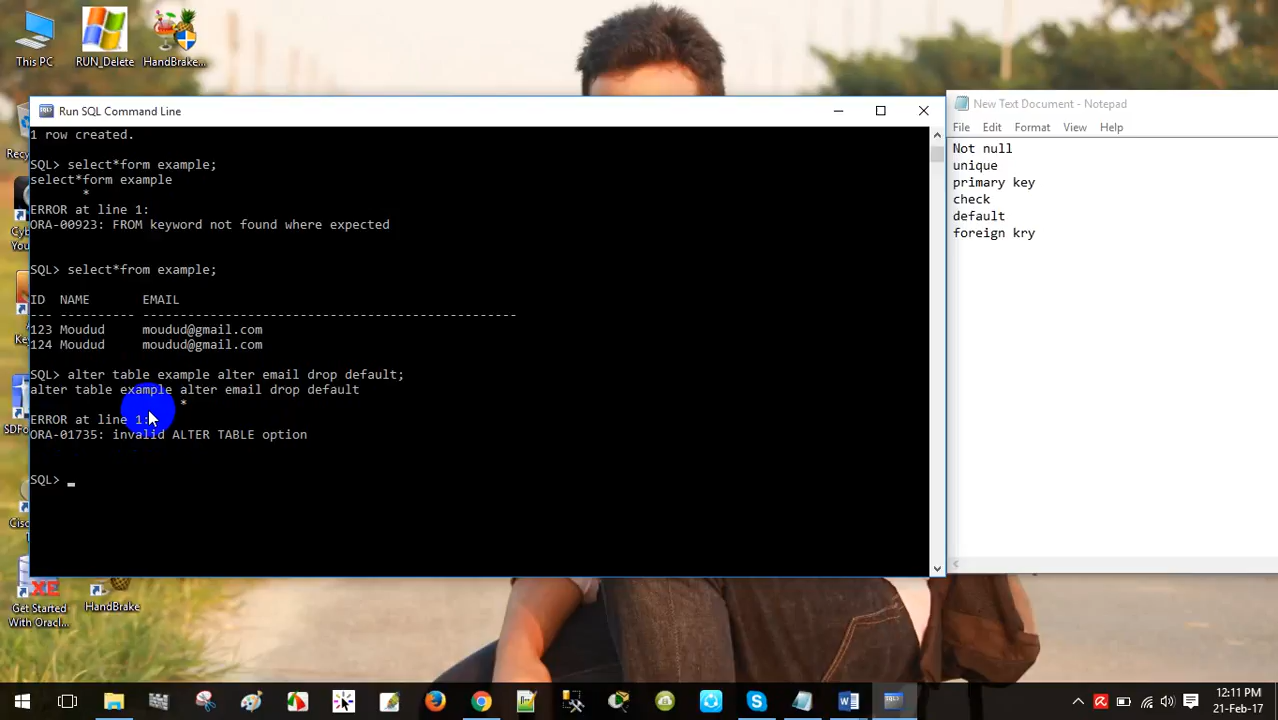 This PC
RUN_Delete
HandBrake...
Run SQL Command Line
1 row created.
SQL> select*form example;
select*form example
*
ERROR at line 1:
ORA-00923: FROM keyword not found where expected
SQL> select*from example;
ID NAME EMAIL
--- ---------- --------------------------------------------------
123 Moudud moudud@gmail.com
124 Moudud moudud@gmail.com
SQL> alter table example alter email drop default;
alter table example alter email drop default
*
ERROR at line 1:
ORA-01735: invalid ALTER TABLE option
SQL> _
New Text Document - Notepad
File Edit Format View Help
Not null
unique
primary key
check
default
foreign kry
Get Started
With Oracl...
HandBrake
XE
12:11 PM
21-Feb-17